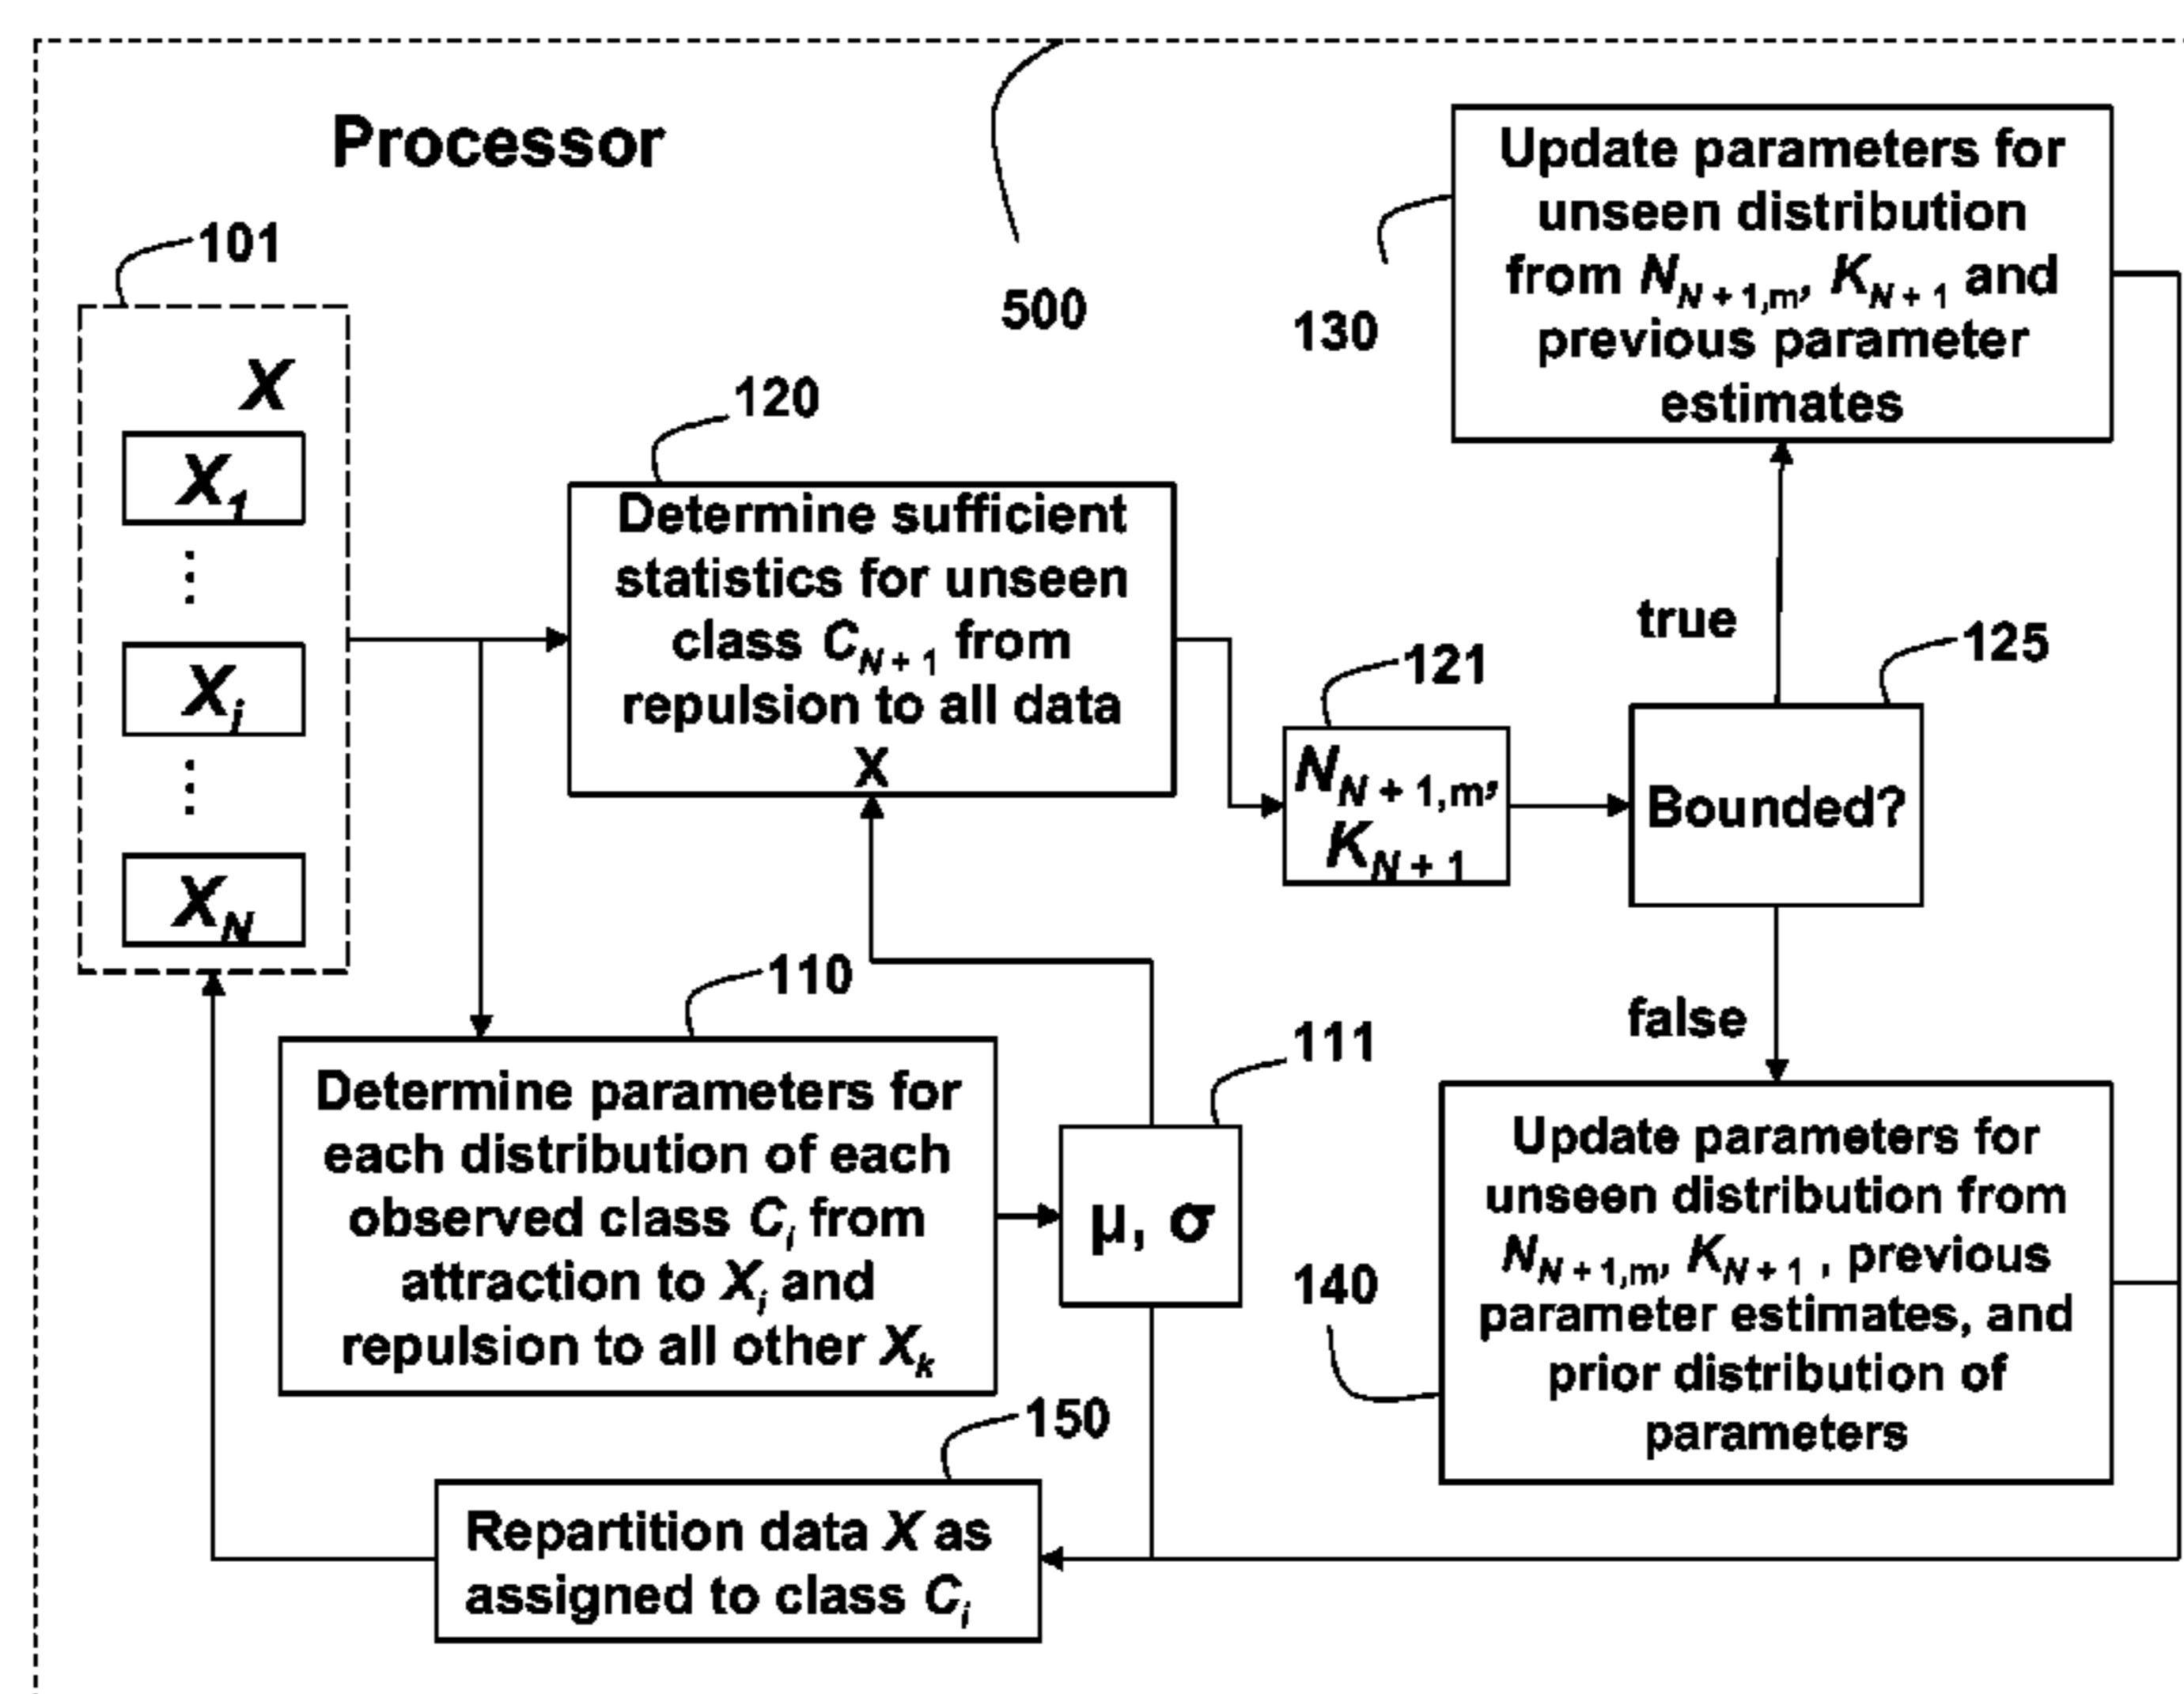 Processor
500
101
X
X1
Xi
XN
120
Determine sufficient
statistics for unseen
class CN + 1 from
repulsion to all data
X
110
Determine parameters for
each distribution of each
observed class Ci from
attraction to Xi and
repulsion to all other Xk
111
μ, σ
121
NN + 1,m,
KN + 1
125
Bounded?
true
false
130
Update parameters for
unseen distribution
from NN + 1,m, KN + 1 and
previous parameter
estimates
140
Update parameters for
unseen distribution from
NN + 1,m, KN + 1 , previous
parameter estimates, and
prior distribution of
parameters
150
Repartition data X as
assigned to class Ci